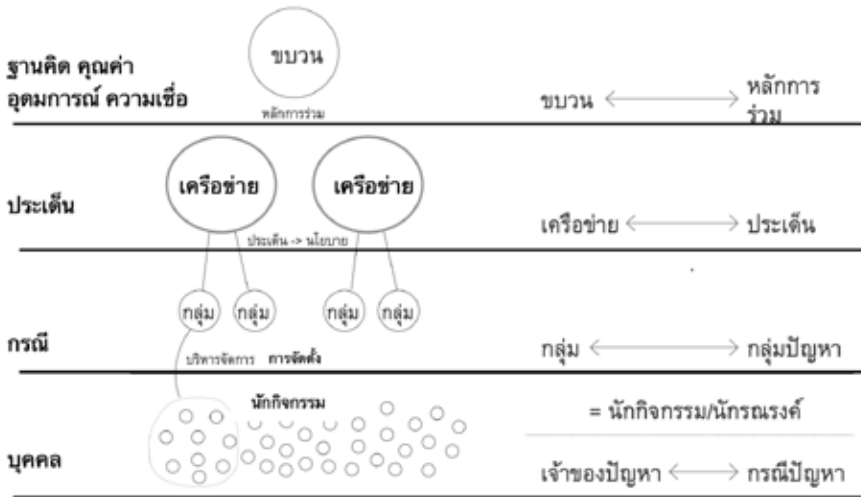 ขบวน
ฐานคิด คุณค่า
อุดมการณ์ ความเชื่อ
หลักการร่วม
ขบวน
หลักการ
ร่วม
เครือข่าย
เครือข่าย
ประเด็น
ประเด็น -> นโยบาย
เครือข่าย
ประเด็น
กลุ่ม
กลุ่ม
กลุ่ม
กลุ่ม
กรณี
บริหารจัดการ
การจัดตั้ง
กลุ่ม
กลุ่มปัญหา
นักกิจกรรม
= นักกิจกรรม/นักรณรงค์
บุคคล
เจ้าของปัญหา
กรณีปัญหา